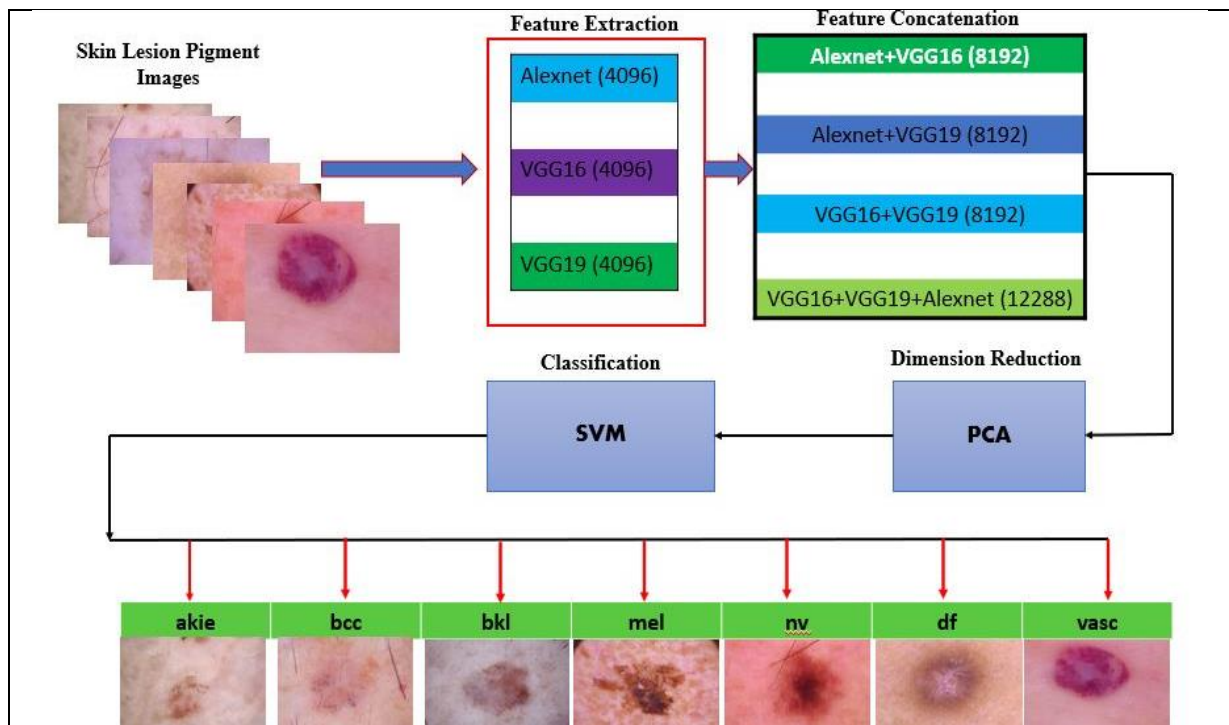 Skin Lesion Pigment
Images
Feature Extraction
Alexnet (4096)
VGG16 (4096)
VGG19 (4096)
Feature Concatenation
Alexnet+VGG16 (8192)
Alexnet+VGG19 (8192)
VGG16+VGG19 (8192)
VGG16+VGG19+Alexnet (12288)
Classification
SVM
Dimension Reduction
PCA
akie
bcc
bkl
mel
nv
df
vasc